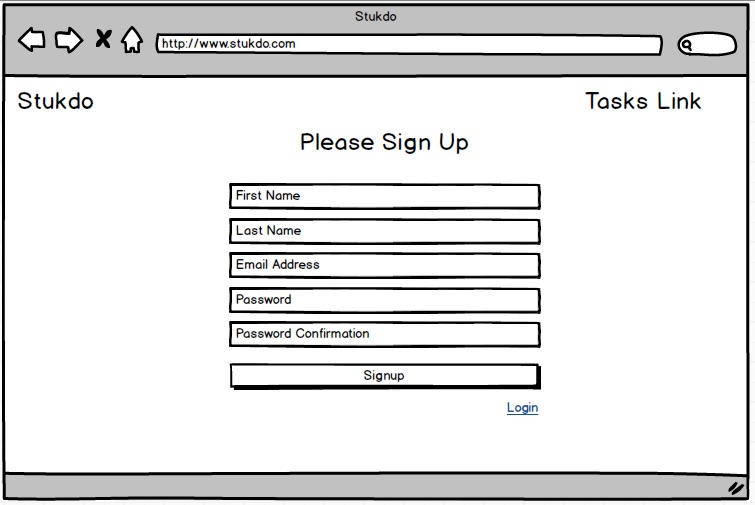 Stukdo
http://www.stukdo.com
Stukdo Tasks Link
Please Sign Up
First Name
Last Name
Email Address
Password
Password Confirmation
Signup
Login